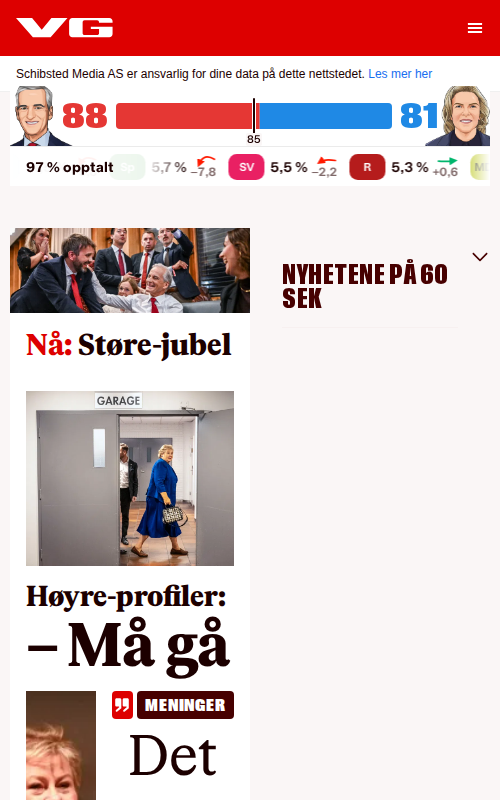 VG
Schibsted Media AS er ansvarlig for dine data på dette nettstedet. Les mer her
88
81
85
97 % opptalt Sp 5,7 % −7,8 SV 5,5 % −2,2 R 5,3 % +0,6
NYHETENE PÅ 60
SEK
Nå: Støre-jubel
GARAGE
Høyre-profiler:
– Må gå
MENINGER
Det